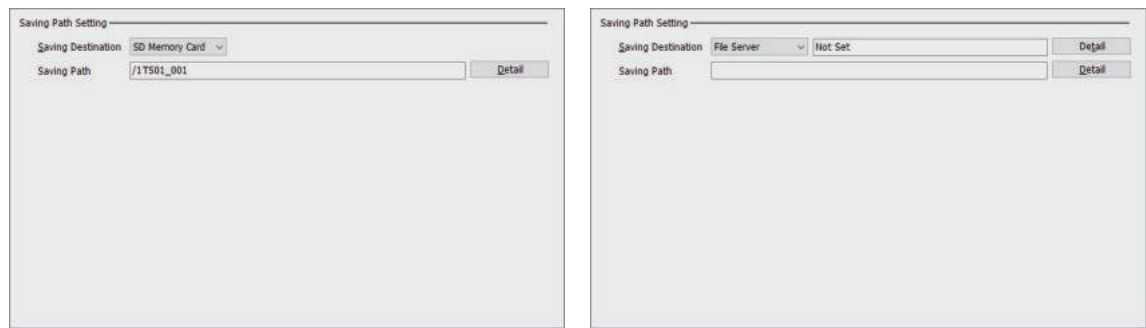 Saving Path Setting
Saving Destination SD Memory Card
Saving Path /1TS01_001 Detail
Saving Path Setting
Saving Destination File Server Not Set Detail
Saving Path Detail